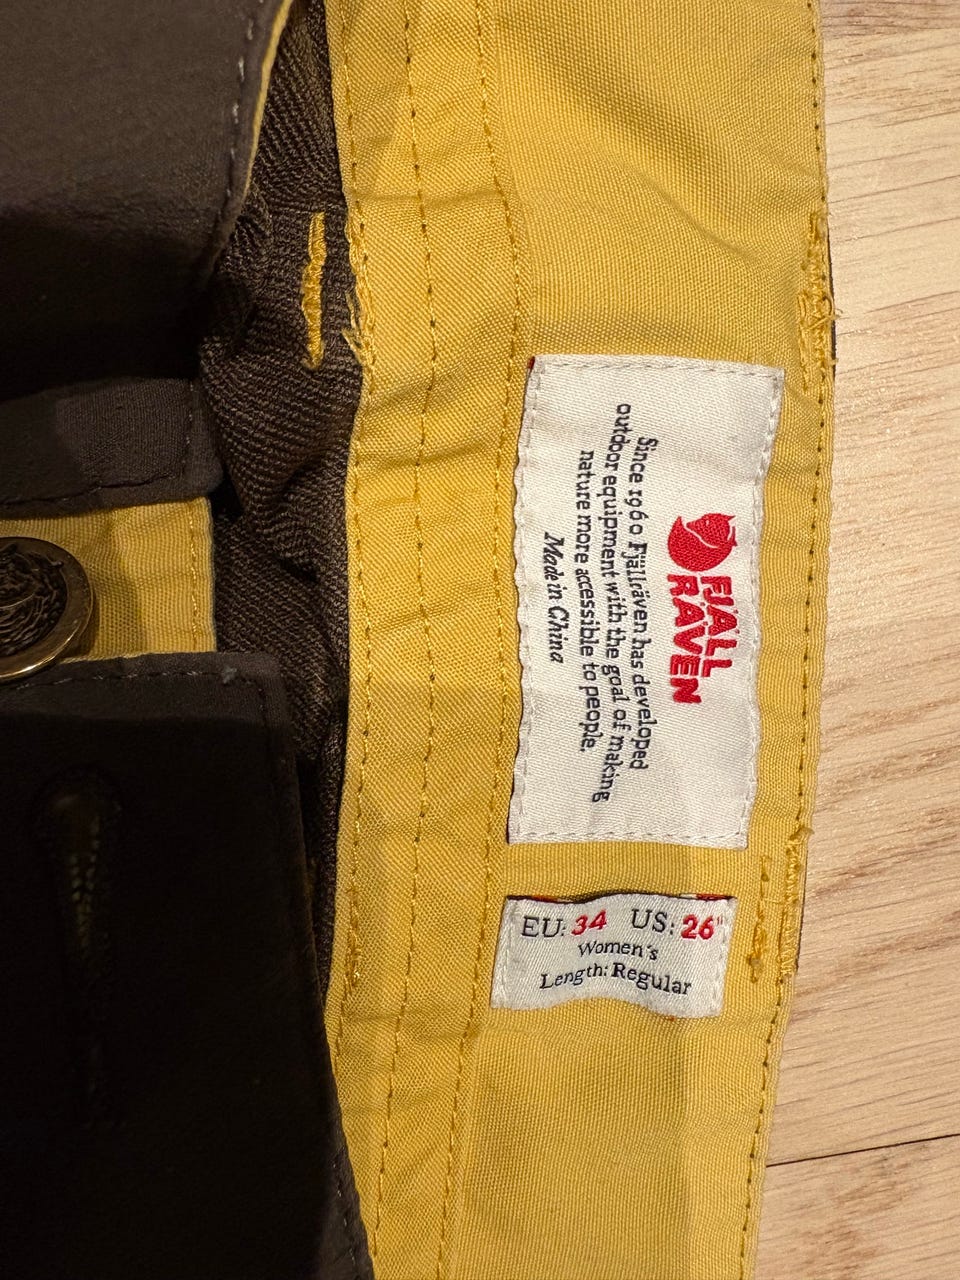 FJÄLL
RÄVEN
Since 1960 Fjällräven has developed
outdoor equipment with the goal of making
nature more accessible to people.
Made in China
EU: 34 US: 26"
Women's
Length: Regular